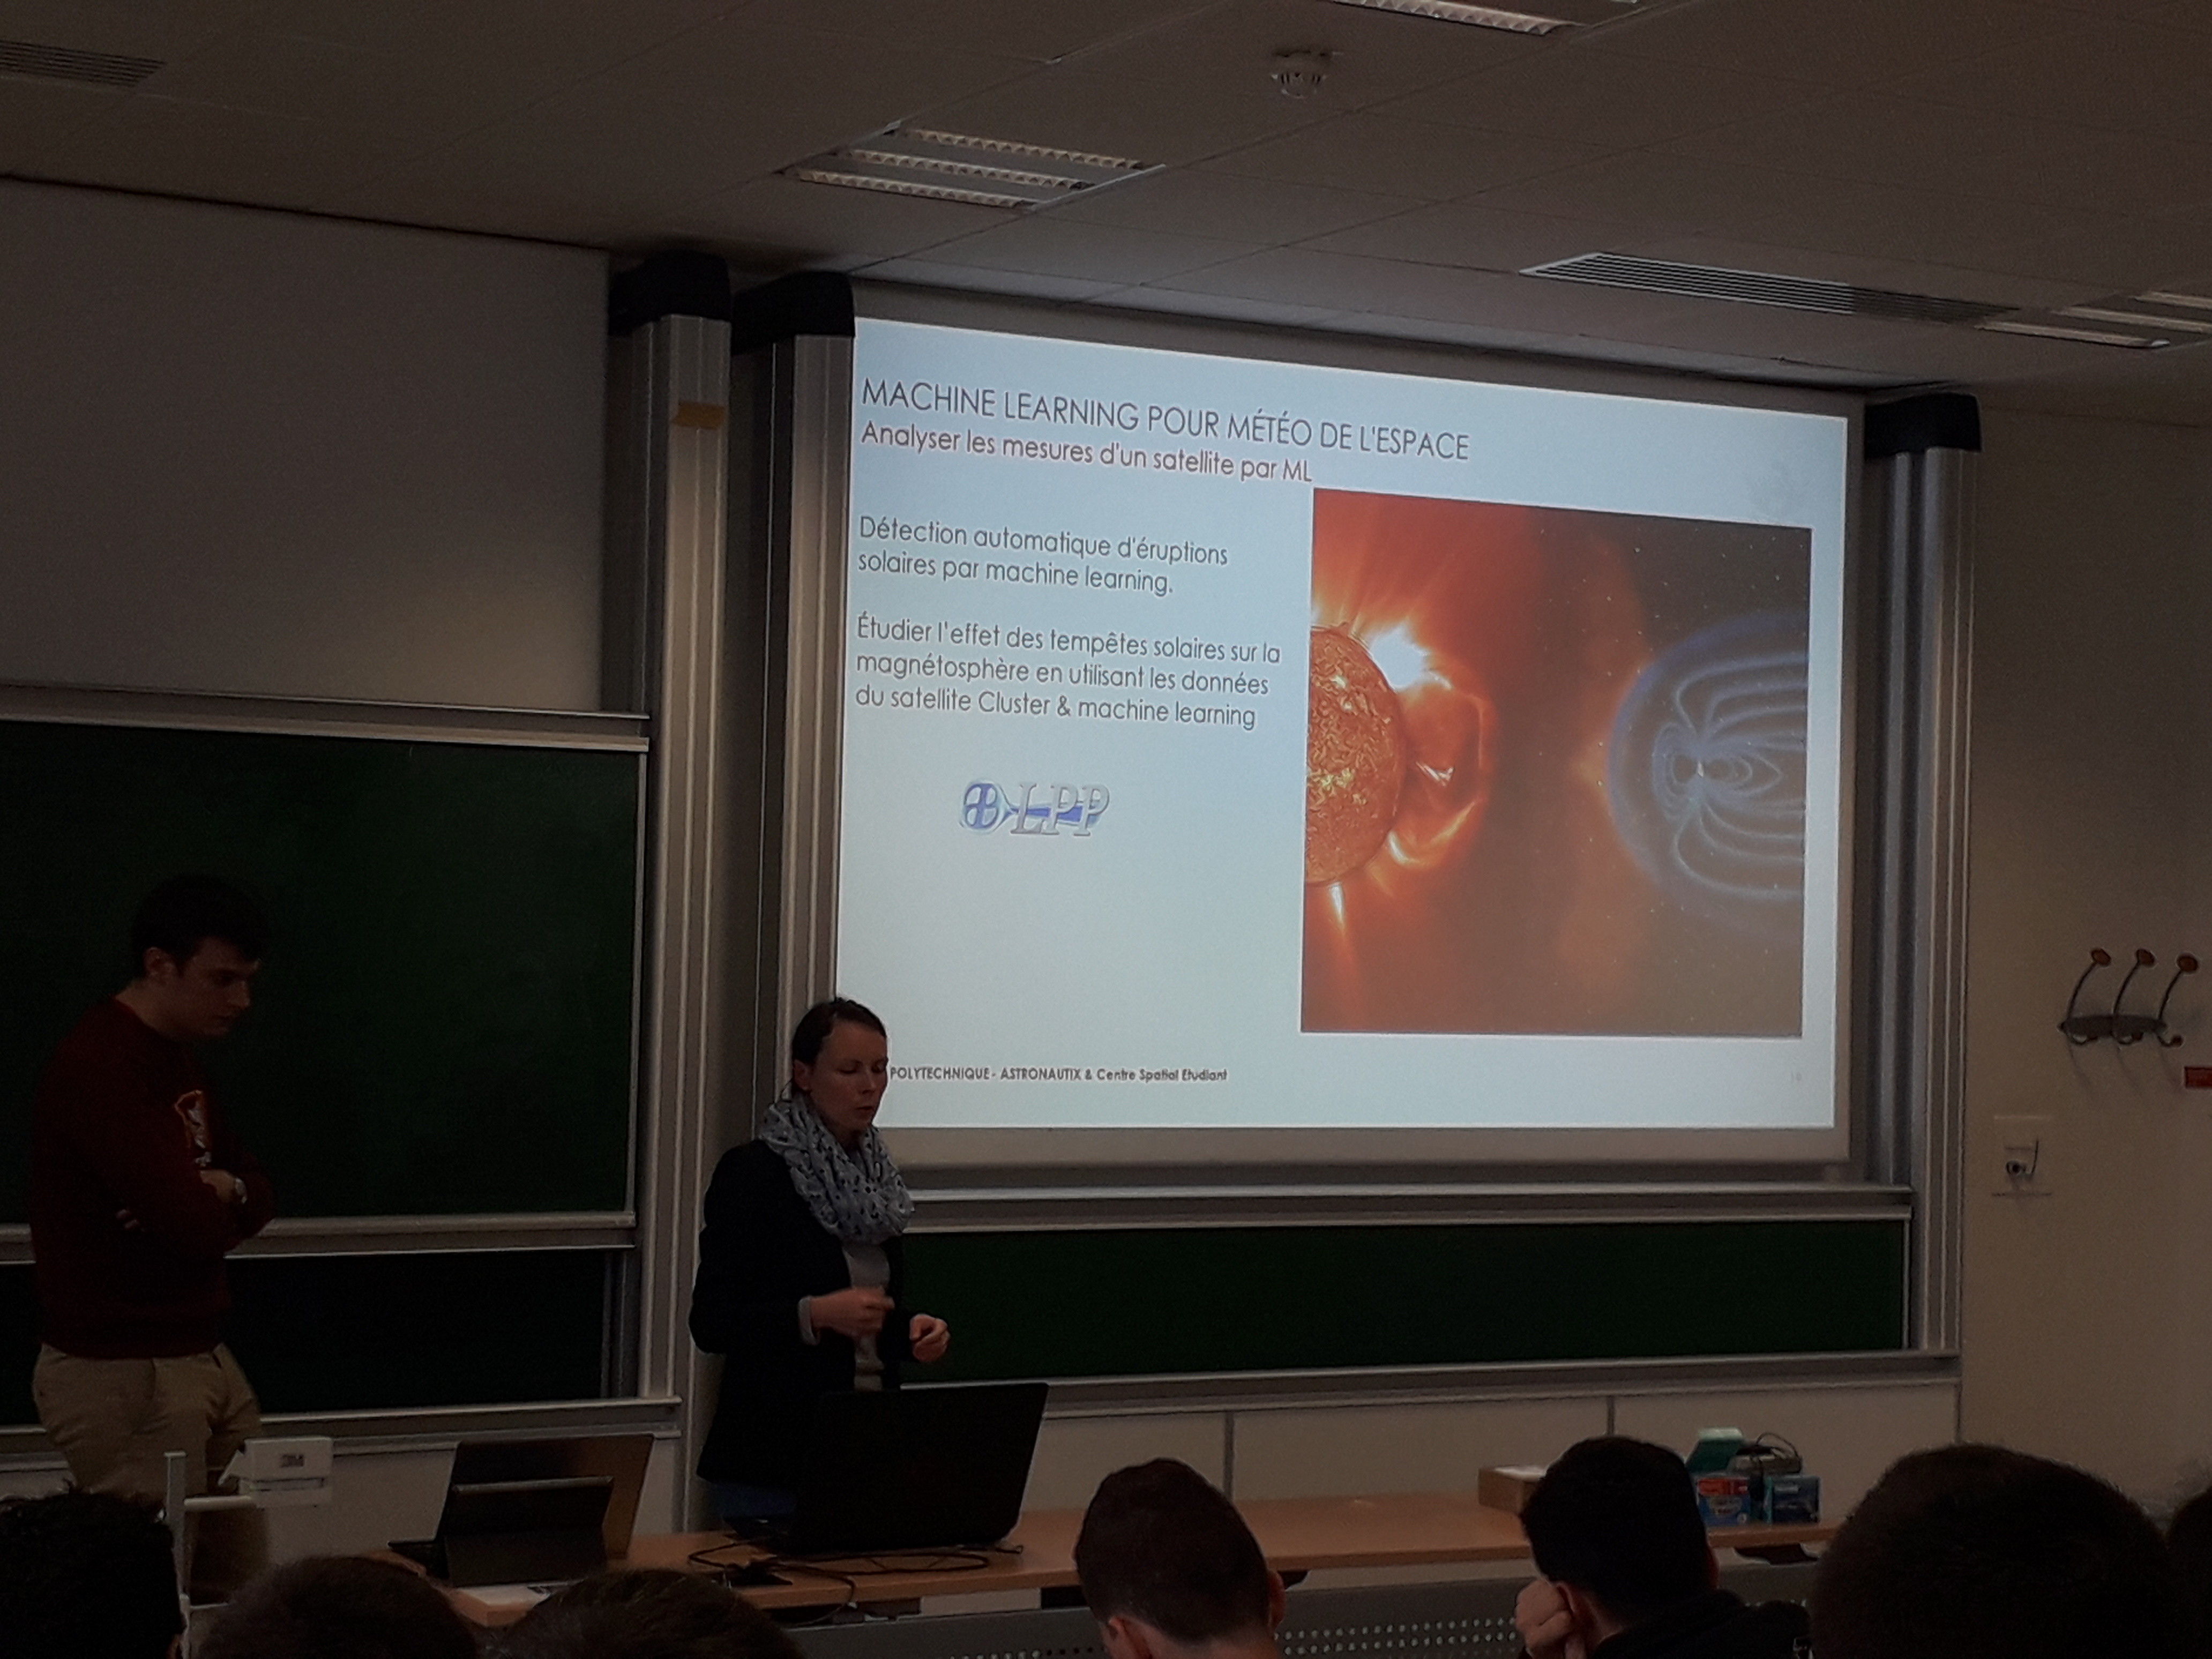 MACHINE LEARNING POUR MÉTÉO DE L'ESPACE
Analyser les mesures d'un satellite par ML
Détection automatique d'éruptions
solaires par machine learning.
Étudier l'effet des tempêtes solaires sur la
magnétosphère en utilisant les données
du satellite Cluster & machine learning
LPP
POLYTECHNIQUE - ASTRONAUTIX & Centre Spatial Etudiant
3M